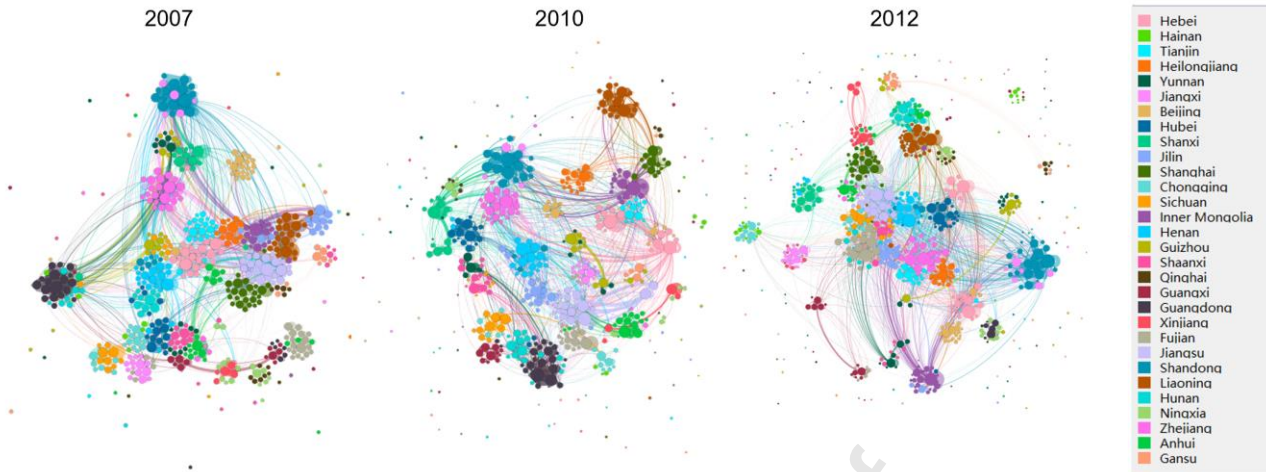 2007
2010
2012
Hebei
Hainan
Tianjin
Heilongjiang
Yunnan
Jiangxi
Beijing
Hubei
Shanxi
Jilin
Shanghai
Chongqing
Sichuan
Inner Mongolia
Henan
Guizhou
Shaanxi
Qinghai
Guangxi
Guangdong
Xinjiang
Fujian
Jiangsu
Shandong
Liaoning
Hunan
Ningxia
Zhejiang
Anhui
Gansu
c